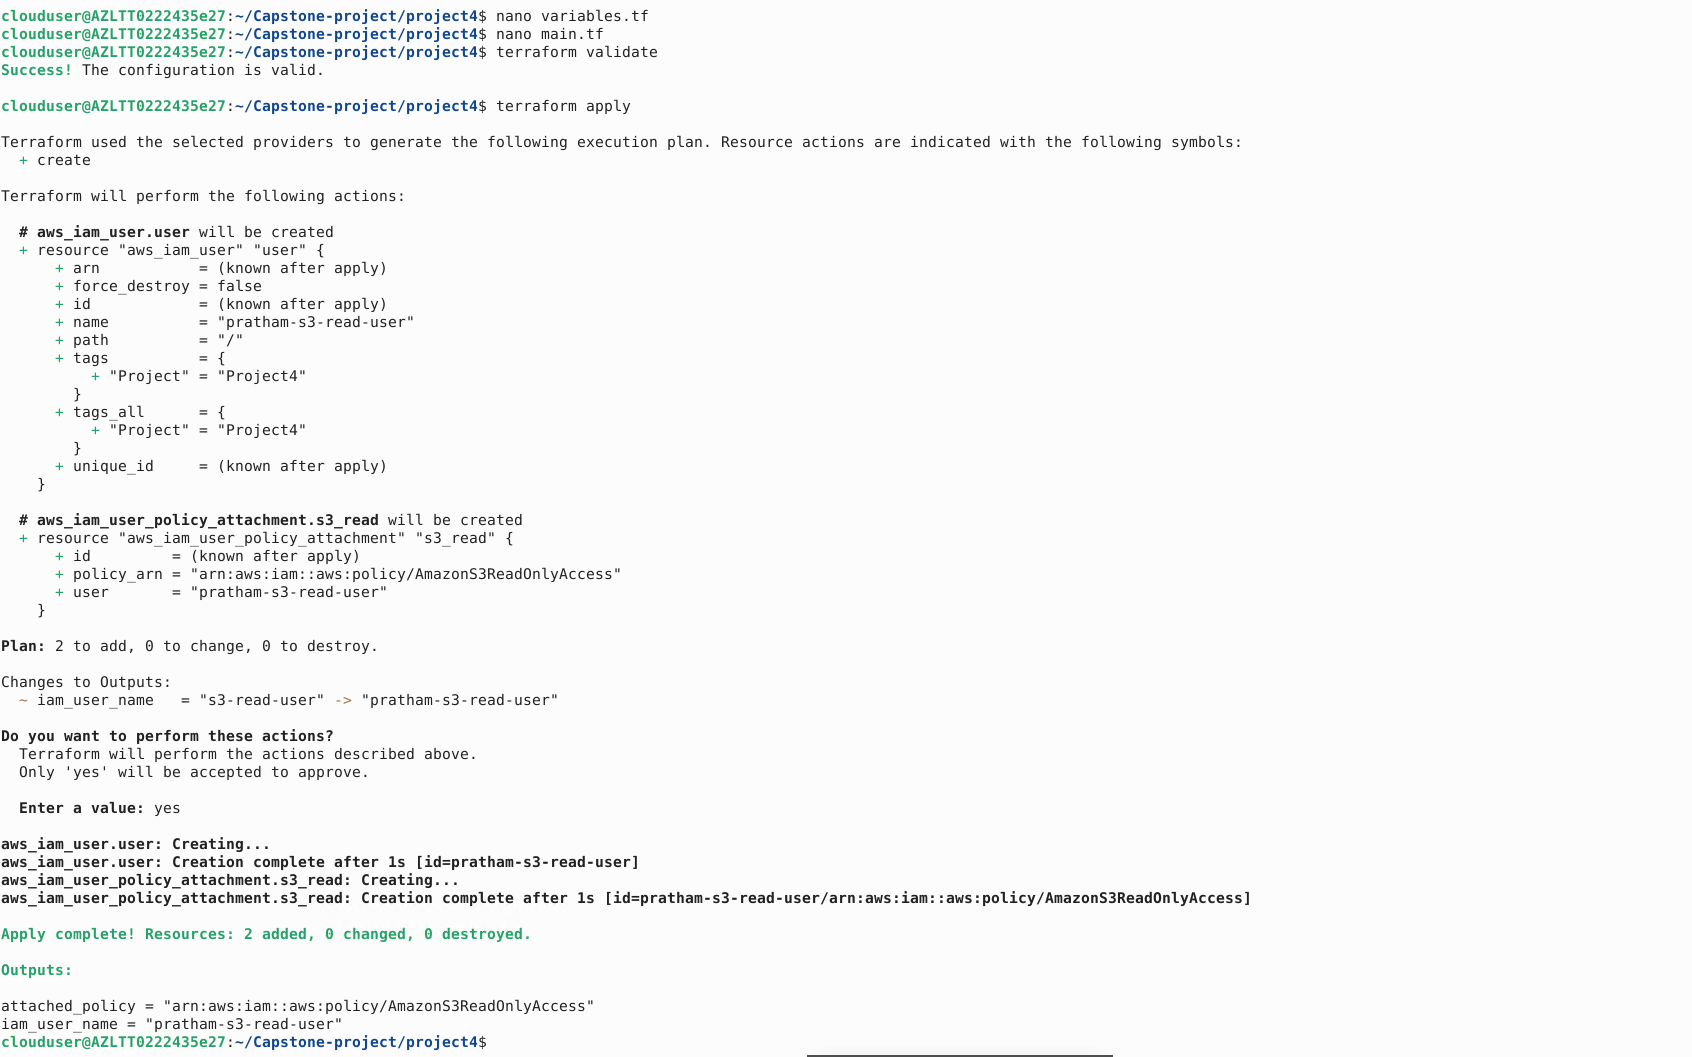 clouduser@AZLTT0222435e27:~/Capstone-project/project4$ nano variables.tf
clouduser@AZLTT0222435e27:~/Capstone-project/project4$ nano main.tf
clouduser@AZLTT0222435e27:~/Capstone-project/project4$ terraform validate
Success! The configuration is valid.

clouduser@AZLTT0222435e27:~/Capstone-project/project4$ terraform apply

Terraform used the selected providers to generate the following execution plan. Resource actions are indicated with the following symbols:
  + create

Terraform will perform the following actions:

  # aws_iam_user.user will be created
  + resource "aws_iam_user" "user" {
      + arn           = (known after apply)
      + force_destroy = false
      + id            = (known after apply)
      + name          = "pratham-s3-read-user"
      + path          = "/"
      + tags          = {
          + "Project" = "Project4"
        }
      + tags_all      = {
          + "Project" = "Project4"
        }
      + unique_id     = (known after apply)
    }

  # aws_iam_user_policy_attachment.s3_read will be created
  + resource "aws_iam_user_policy_attachment" "s3_read" {
      + id         = (known after apply)
      + policy_arn = "arn:aws:iam::aws:policy/AmazonS3ReadOnlyAccess"
      + user       = "pratham-s3-read-user"
    }

Plan: 2 to add, 0 to change, 0 to destroy.

Changes to Outputs:
  ~ iam_user_name   = "s3-read-user" -> "pratham-s3-read-user"

Do you want to perform these actions?
  Terraform will perform the actions described above.
  Only 'yes' will be accepted to approve.

  Enter a value: yes

aws_iam_user.user: Creating...
aws_iam_user.user: Creation complete after 1s [id=pratham-s3-read-user]
aws_iam_user_policy_attachment.s3_read: Creating...
aws_iam_user_policy_attachment.s3_read: Creation complete after 1s [id=pratham-s3-read-user/arn:aws:iam::aws:policy/AmazonS3ReadOnlyAccess]

Apply complete! Resources: 2 added, 0 changed, 0 destroyed.

Outputs:

attached_policy = "arn:aws:iam::aws:policy/AmazonS3ReadOnlyAccess"
iam_user_name = "pratham-s3-read-user"
clouduser@AZLTT0222435e27:~/Capstone-project/project4$